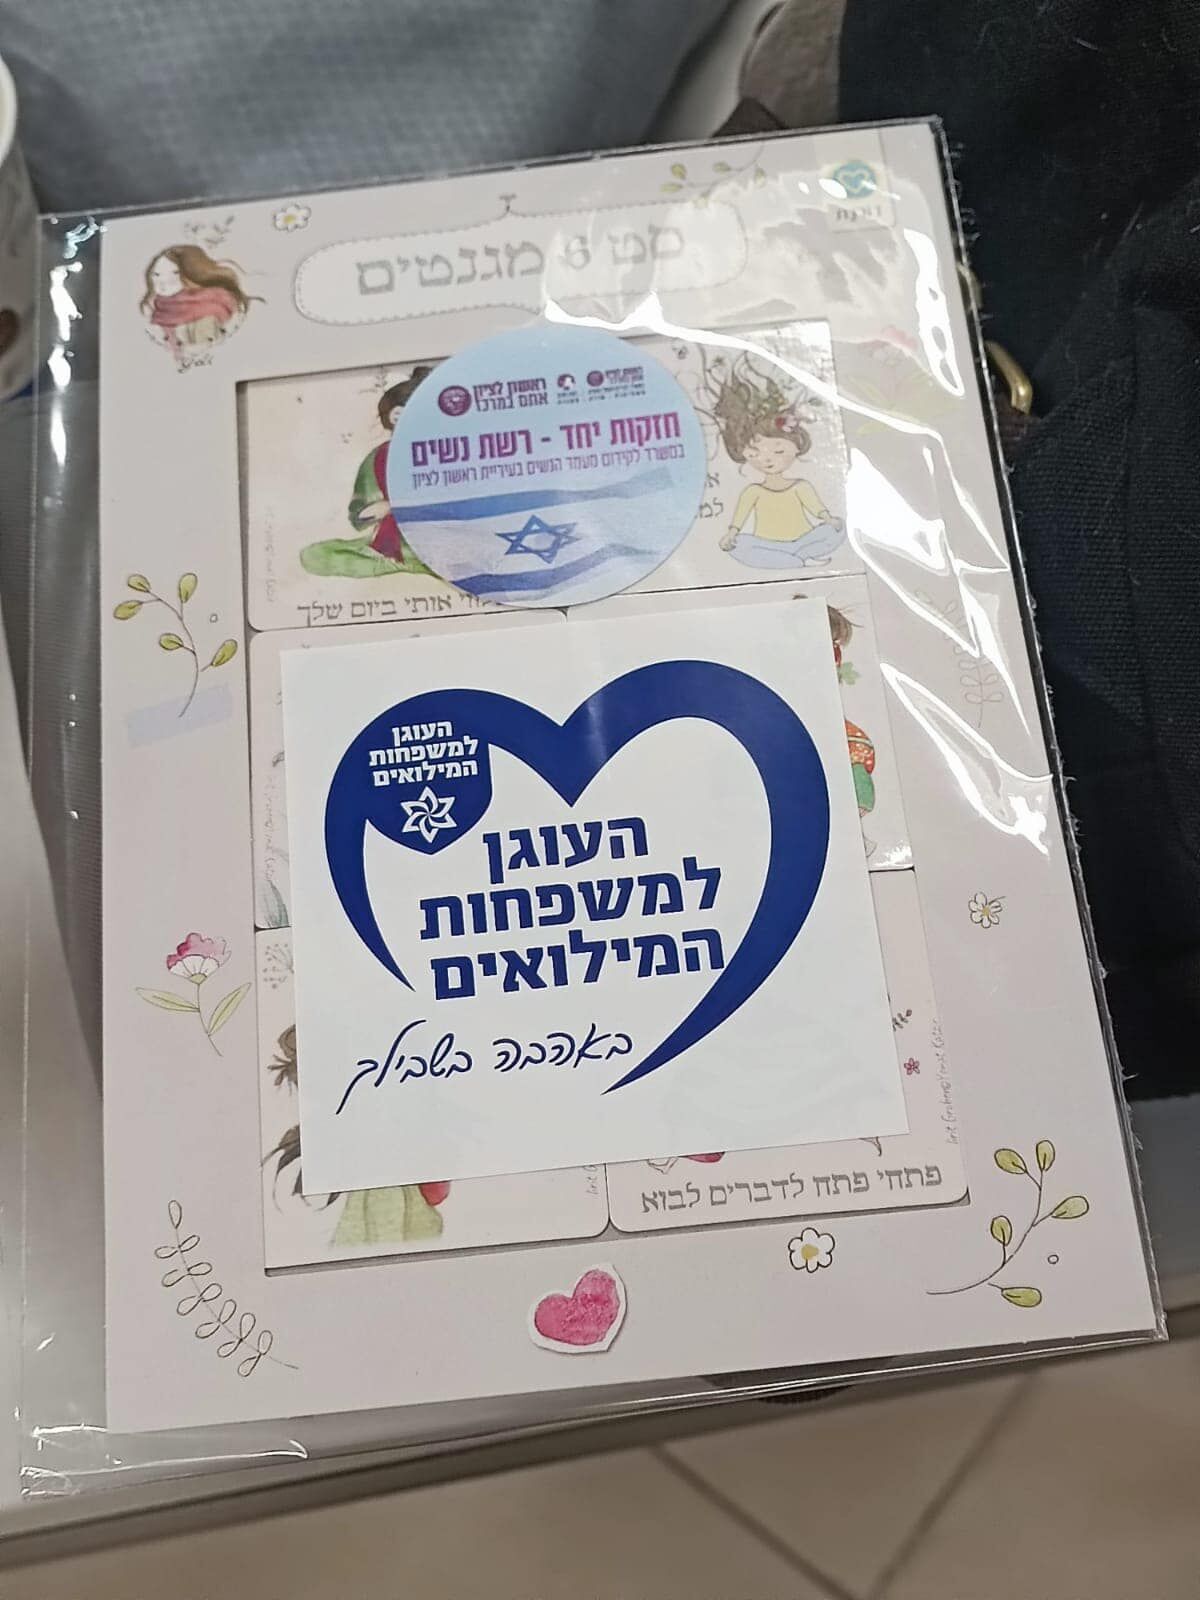 סט 6 מגנטים
ראשון לציון
אתם במרכז
חזקות יחד - רשת נשים
במשרד לקידום מעמד הנשים בעיריית ראשון לציון
אותי ביום שלך
העוגן
למשפחות
המילואים
העוגן
למשפחות
המילואים
באהבה בשבילך
פתחי פתח לדברים לבוא